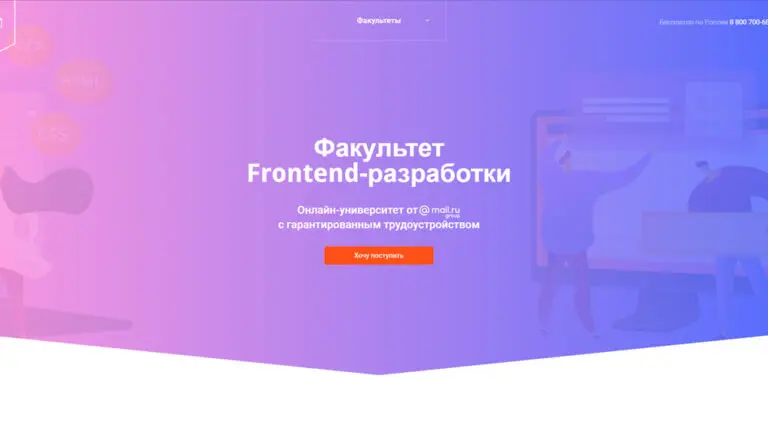 Факультеты
Бесплатно по России 8 800 700-68
Факультет
Frontend-разработки
Онлайн-университет от @mail.ru
group
с гарантированным трудоустройством
Хочу поступить